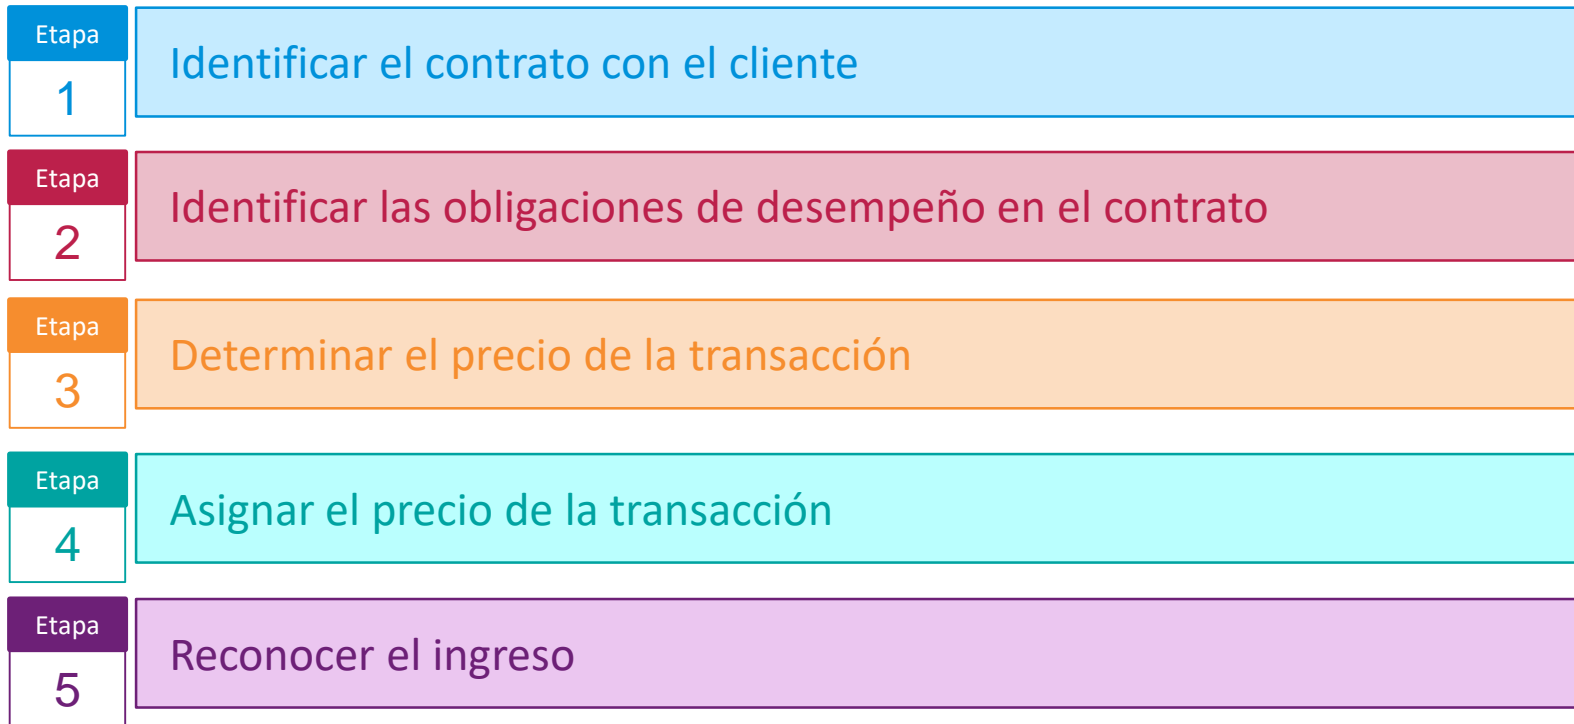 Etapa
1
Identificar el contrato con el cliente
Etapa
2
Identificar las obligaciones de desempeño en el contrato
Etapa
3
Determinar el precio de la transacción
Etapa
4
Asignar el precio de la transacción
Etapa
5
Reconocer el ingreso